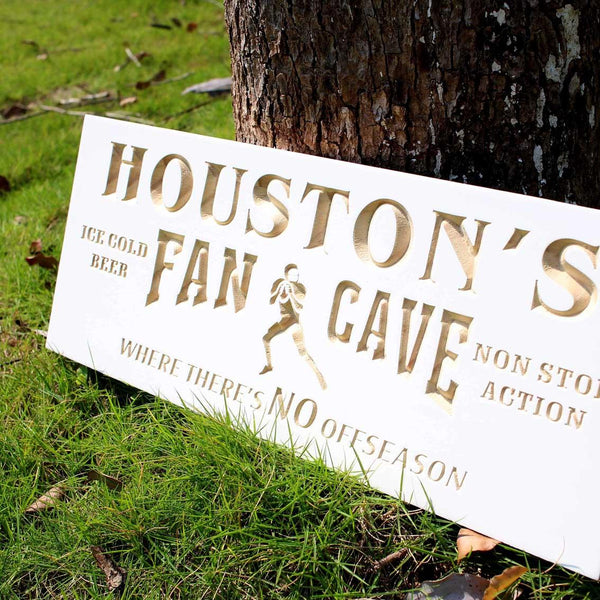 HOUSTON'S
ICE COLD
BEER
FAN CAVE
NON STOP
ACTION
WHERE THERE'S NO OFFSEASON